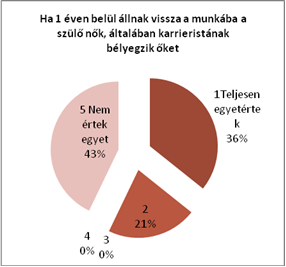 Ha 1 éven belül állnak vissza a munkába a
szülő nők, általában karrieristának
bélyegzik őket
1Teljesen
egyetérte
k
36%
2
21%
3
0%
4
0%
5 Nem
értek
egyet
43%